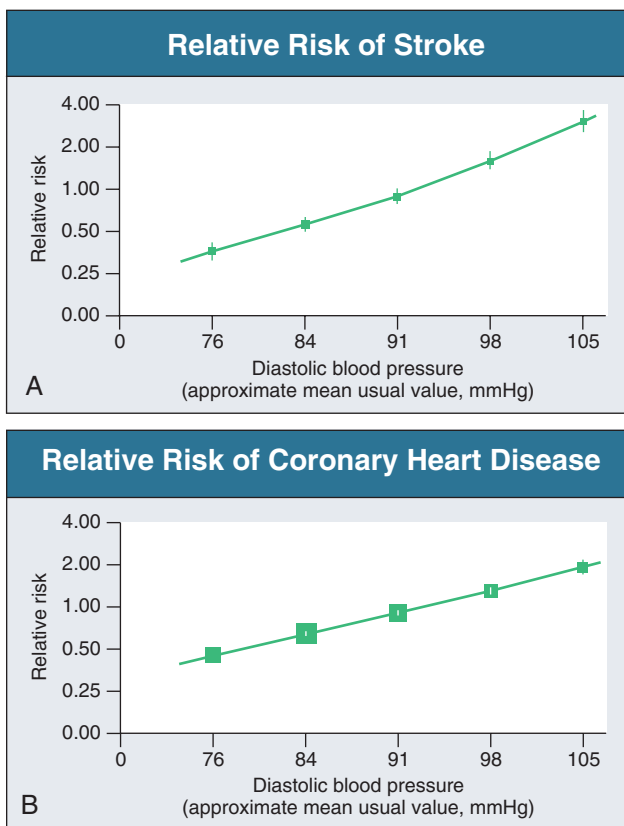 Relative Risk of Stroke
Relative risk
4.00
2.00
1.00
0.50
0.25
0.00
0 76 84 91 98 105
Diastolic blood pressure
(approximate mean usual value, mmHg)
A
Relative Risk of Coronary Heart Disease
Relative risk
4.00
2.00
1.00
0.50
0.25
0.00
0 76 84 91 98 105
Diastolic blood pressure
(approximate mean usual value, mmHg)
B